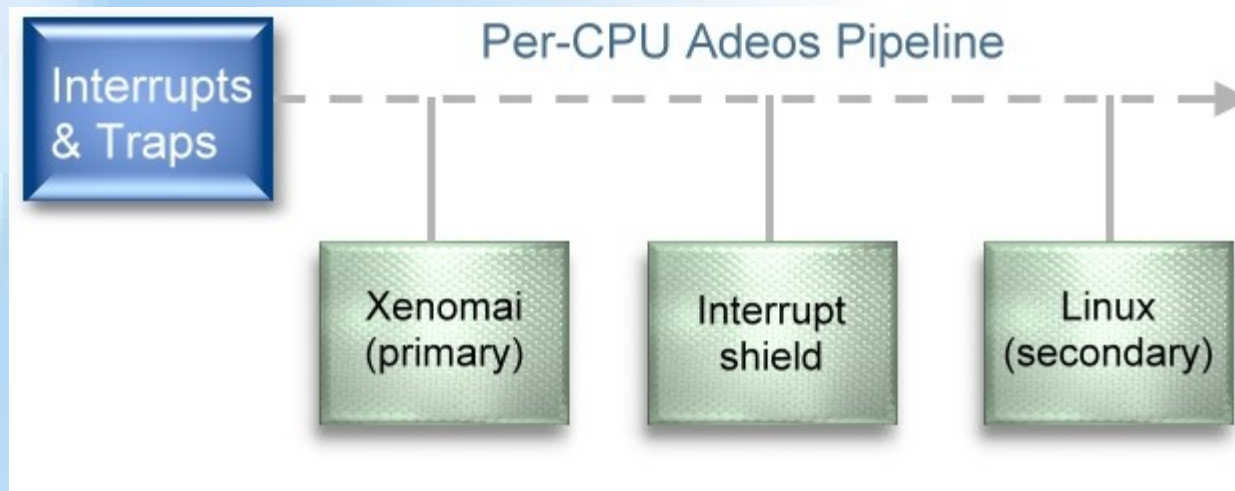 Per-CPU Adeos Pipeline
Interrupts
& Traps
Xenomai
(primary)
Interrupt
shield
Linux
(secondary)